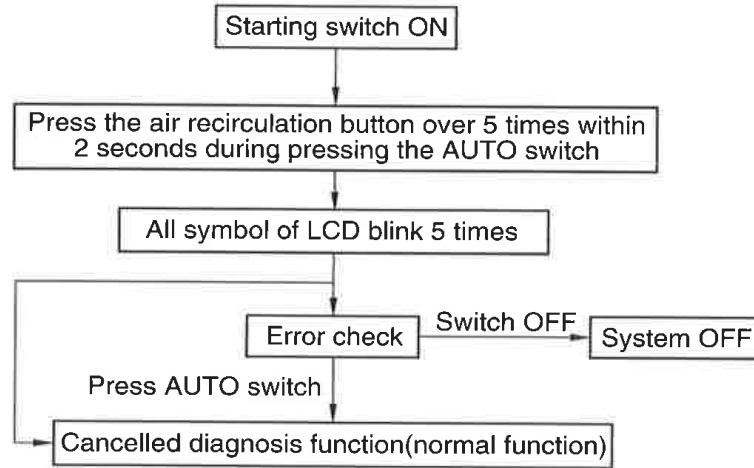 Starting switch ON
Press the air recirculation button over 5 times within
2 seconds during pressing the AUTO switch
All symbol of LCD blink 5 times
Error check
Switch OFF
System OFF
Press AUTO switch
Cancelled diagnosis function(normal function)